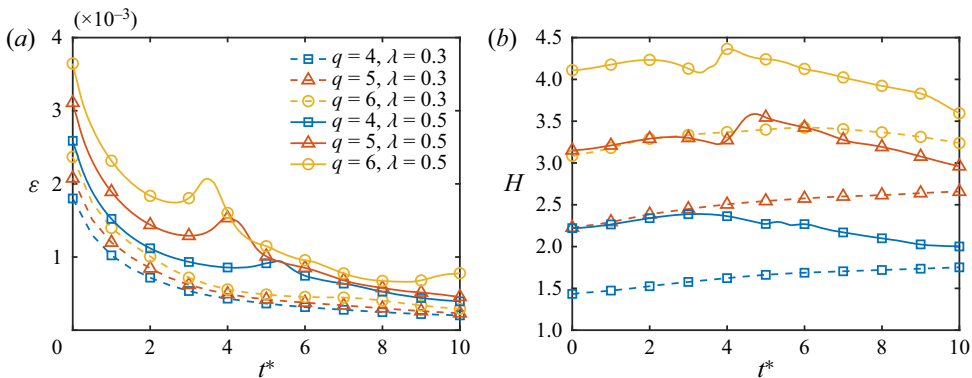 (×10⁻³)
(a)
4
3
2
1
0
2
4
6
8
10
ε
t*
q = 4, λ = 0.3
q = 5, λ = 0.3
q = 6, λ = 0.3
q = 4, λ = 0.5
q = 5, λ = 0.5
q = 6, λ = 0.5
(b)
4.5
4.0
3.5
3.0
2.5
2.0
1.5
1.0
H
0
2
4
6
8
10
t*